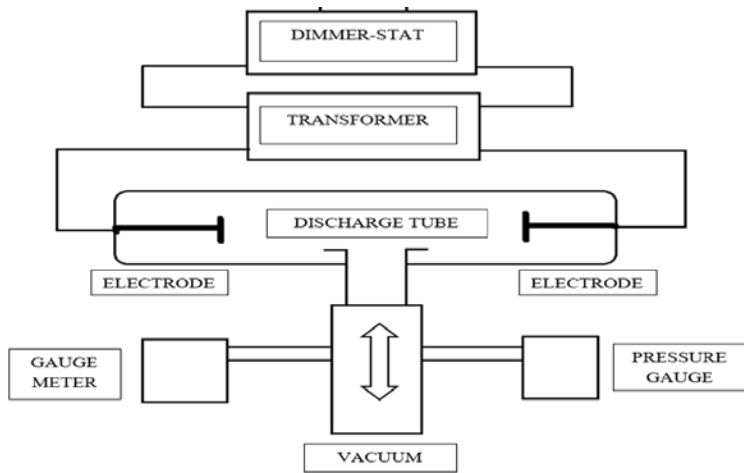 DIMMER-STAT
TRANSFORMER
DISCHARGE TUBE
ELECTRODE
ELECTRODE
GAUGE
METER
PRESSURE
GAUGE
VACUUM